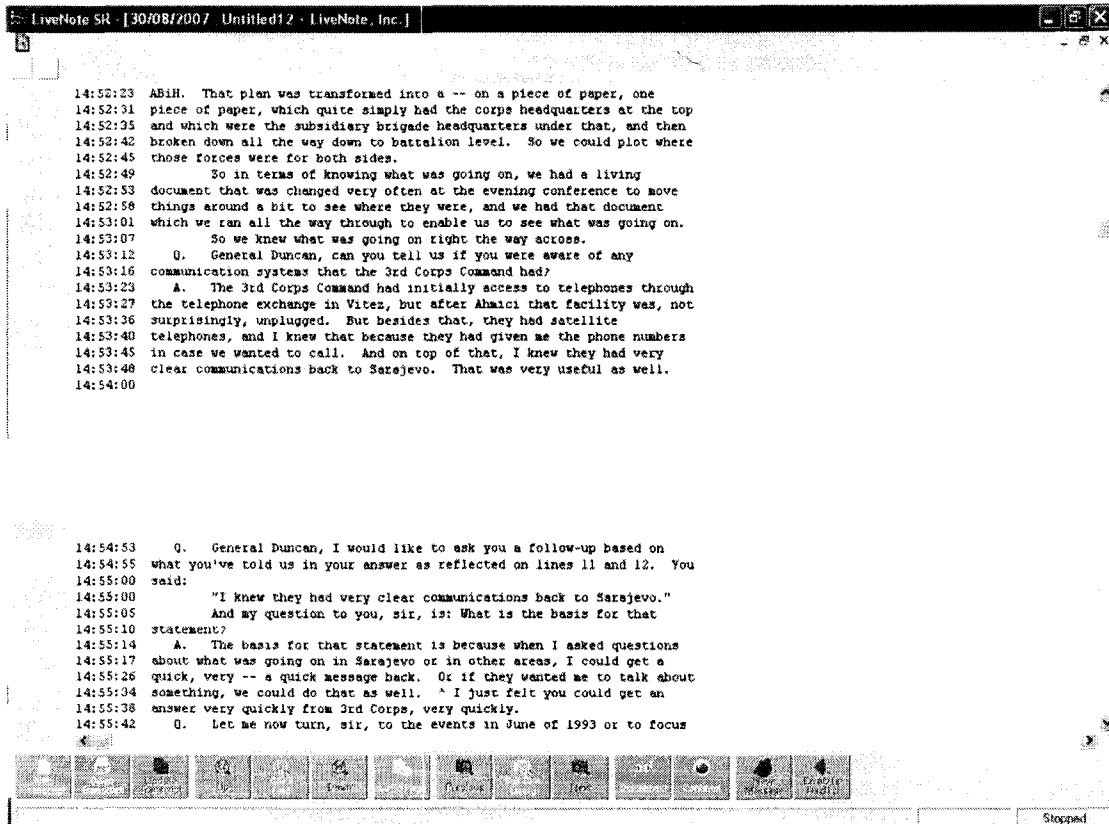 LiveNote SR - [30/08/2007 Untitled12 - LiveNote, Inc.]
14:52:23 ABiH. That plan was transformed into a -- on a piece of paper, one
14:52:31 piece of paper, which quite simply had the corps headquarters at the top
14:52:35 and which were the subsidiary brigade headquarters under that, and then
14:52:42 broken down all the way down to battalion level. So we could plot where
14:52:45 those forces were for both sides.
14:52:49 So in terms of knowing what was going on, we had a living
14:52:53 document that was changed very often at the evening conference to move
14:52:58 things around a bit to see where they were, and we had that document
14:53:01 which we ran all the way through to enable us to see what was going on.
14:53:07 So we knew what was going on right the way across.
14:53:12 Q. General Duncan, can you tell us if you were aware of any
14:53:16 communication systems that the 3rd Corps Command had?
14:53:23 A. The 3rd Corps Command had initially access to telephones through
14:53:27 the telephone exchange in Vitez, but after Ahmici that facility was, not
14:53:36 surprisingly, unplugged. But besides that, they had satellite
14:53:40 telephones, and I knew that because they had given me the phone numbers
14:53:45 in case we wanted to call. And on top of that, I knew they had very
14:53:48 clear communications back to Sarajevo. That was very useful as well.
14:54:00
14:54:53 Q. General Duncan, I would like to ask you a follow-up based on
14:54:55 what you've told us in your answer as reflected on lines 11 and 12. You
14:55:00 said:
14:55:00 "I knew they had very clear communications back to Sarajevo."
14:55:05 And my question to you, sir, is: What is the basis for that
14:55:10 statement?
14:55:14 A. The basis for that statement is because when I asked questions
14:55:17 about what was going on in Sarajevo or in other areas, I could get a
14:55:26 quick, very -- a quick message back. Or if they wanted me to talk about
14:55:34 something, we could do that as well. ^ I just felt you could get an
14:55:38 answer very quickly from 3rd Corps, very quickly.
14:55:42 Q. Let me now turn, sir, to the events in June of 1993 or to focus
Up
Down
Stopped